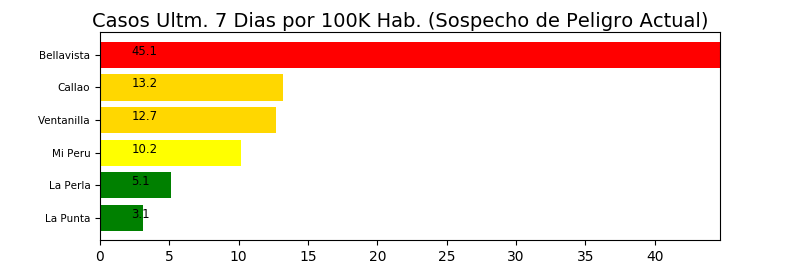 Casos Ultm. 7 Dias por 100K Hab. (Sospecho de Peligro Actual)
Bellavista 45.1
Callao 13.2
Ventanilla 12.7
Mi Peru 10.2
La Perla 5.1
La Punta 3.1
0 5 10 15 20 25 30 35 40